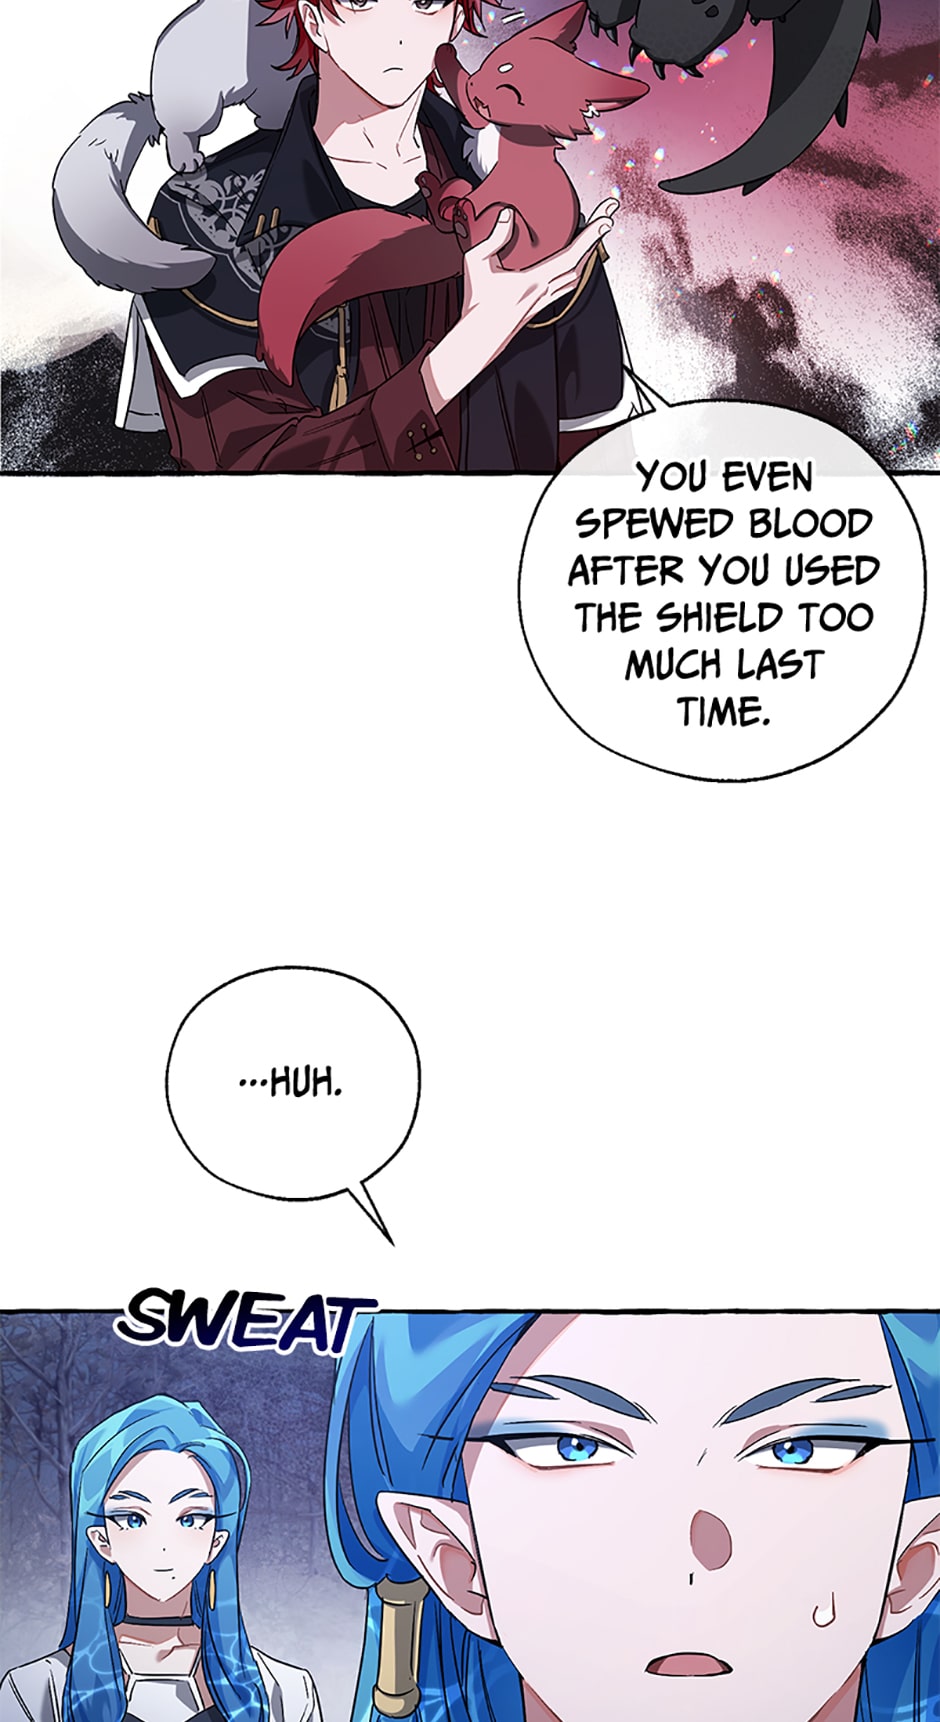 YOU EVEN
SPEWED BLOOD
AFTER YOU USED
THE SHIELD TOO
MUCH LAST
TIME.
...HUH.
SWEAT